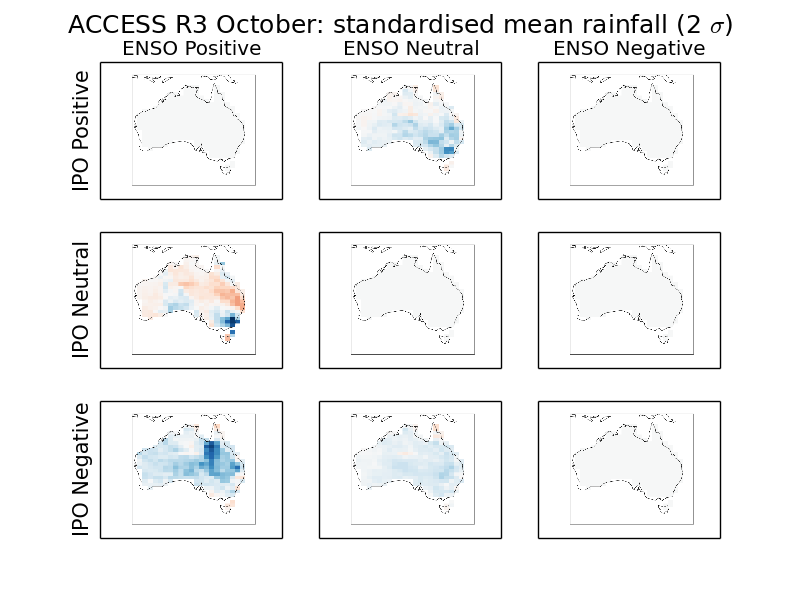 ACCESS R3 October: standardised mean rainfall (2 σ)
ENSO Positive ENSO Neutral ENSO Negative
IPO Positive
IPO Neutral
IPO Negative